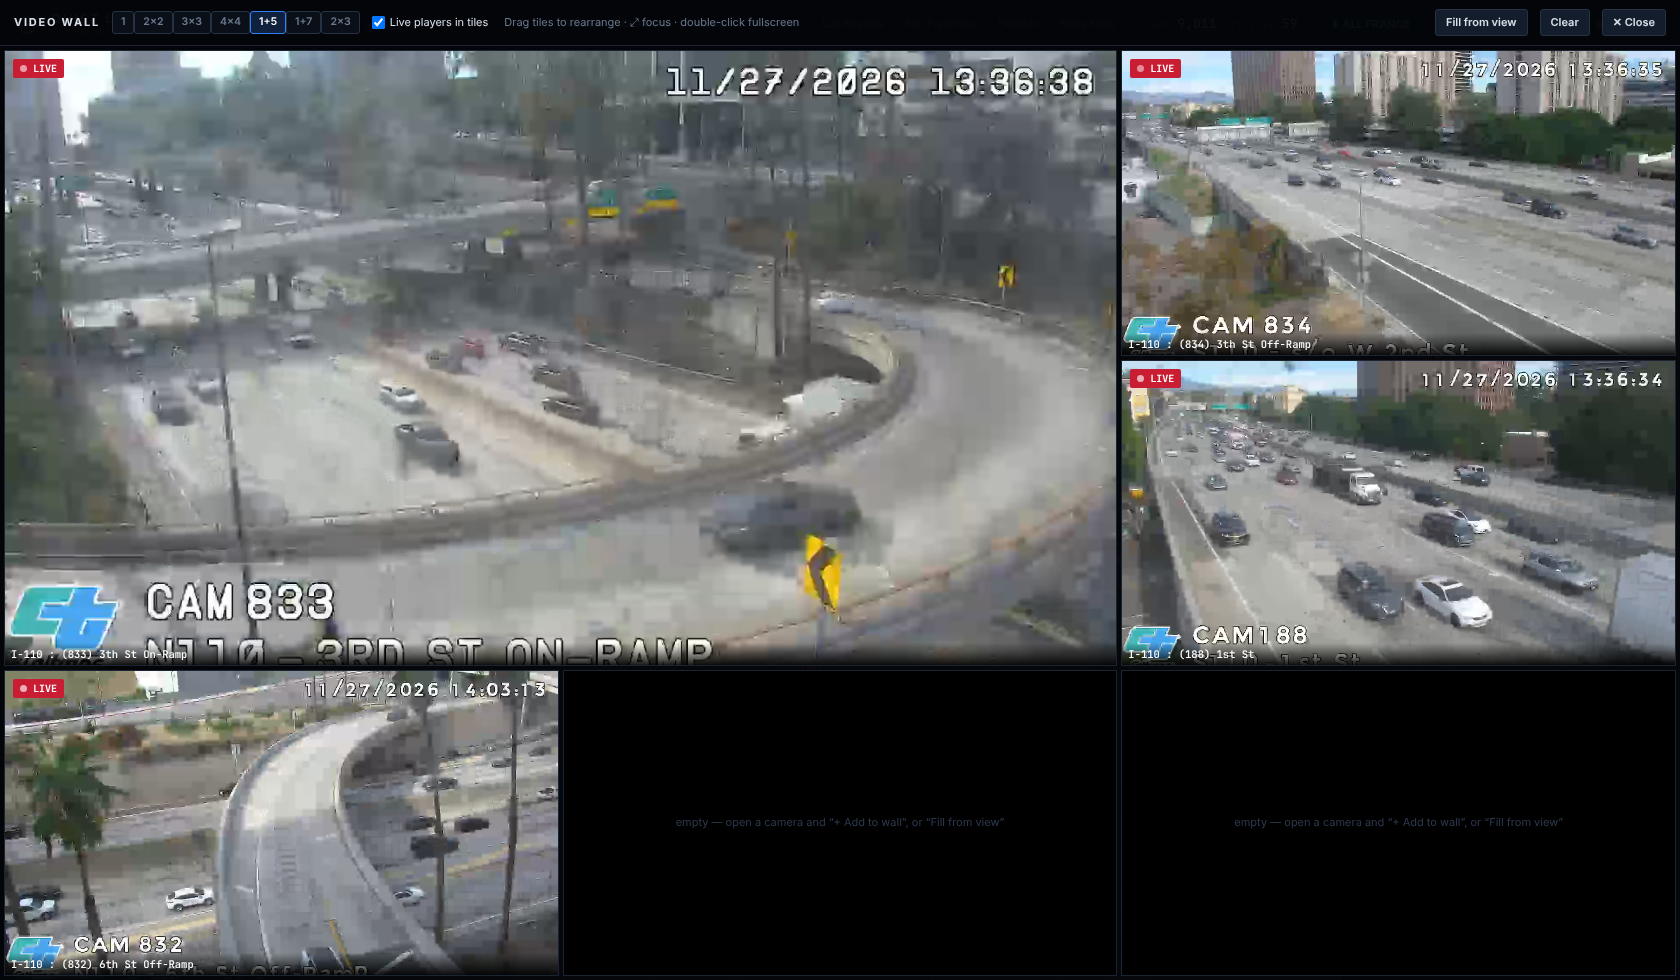 VIDEO WALL 1 2×2 3×3 4×4 1+5 1+7 2×3 Live players in tiles Drag tiles to rearrange · ⤢ focus · double-click fullscreen Fill from view Clear ✕ Close
LIVE
11/27/2026 13:36:38
CAM 833
N110 - 3RD ST ON-RAMP
I-110 : (833) 3th St On-Ramp
LIVE
11/27/2026 13:36:35
CAM 834
I-110 : (834) 3th St Off-Ramp
s/o W 2nd St
LIVE
11/27/2026 13:36:34
CAM188
I-110 : (188) 1st St
LIVE
11/27/2026 14:03:13
CAM 832
I-110 : (832) 6th St Off-Ramp
empty — open a camera and “+ Add to wall”, or “Fill from view”
empty — open a camera and “+ Add to wall”, or “Fill from view”